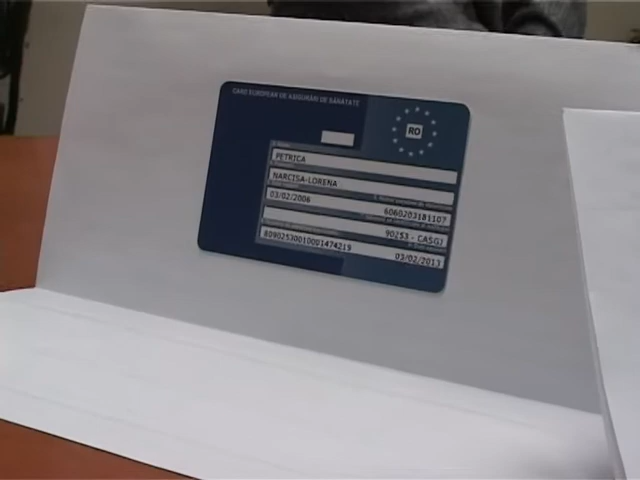 CARD EUROPEAN DE ASIGURĂRI DE SĂNĂTATE
RO
PETRICA
NARCISA-LORENA
03/02/2006 6060203181107
90253 - CASGJ
80902530010001474219 03/02/2013